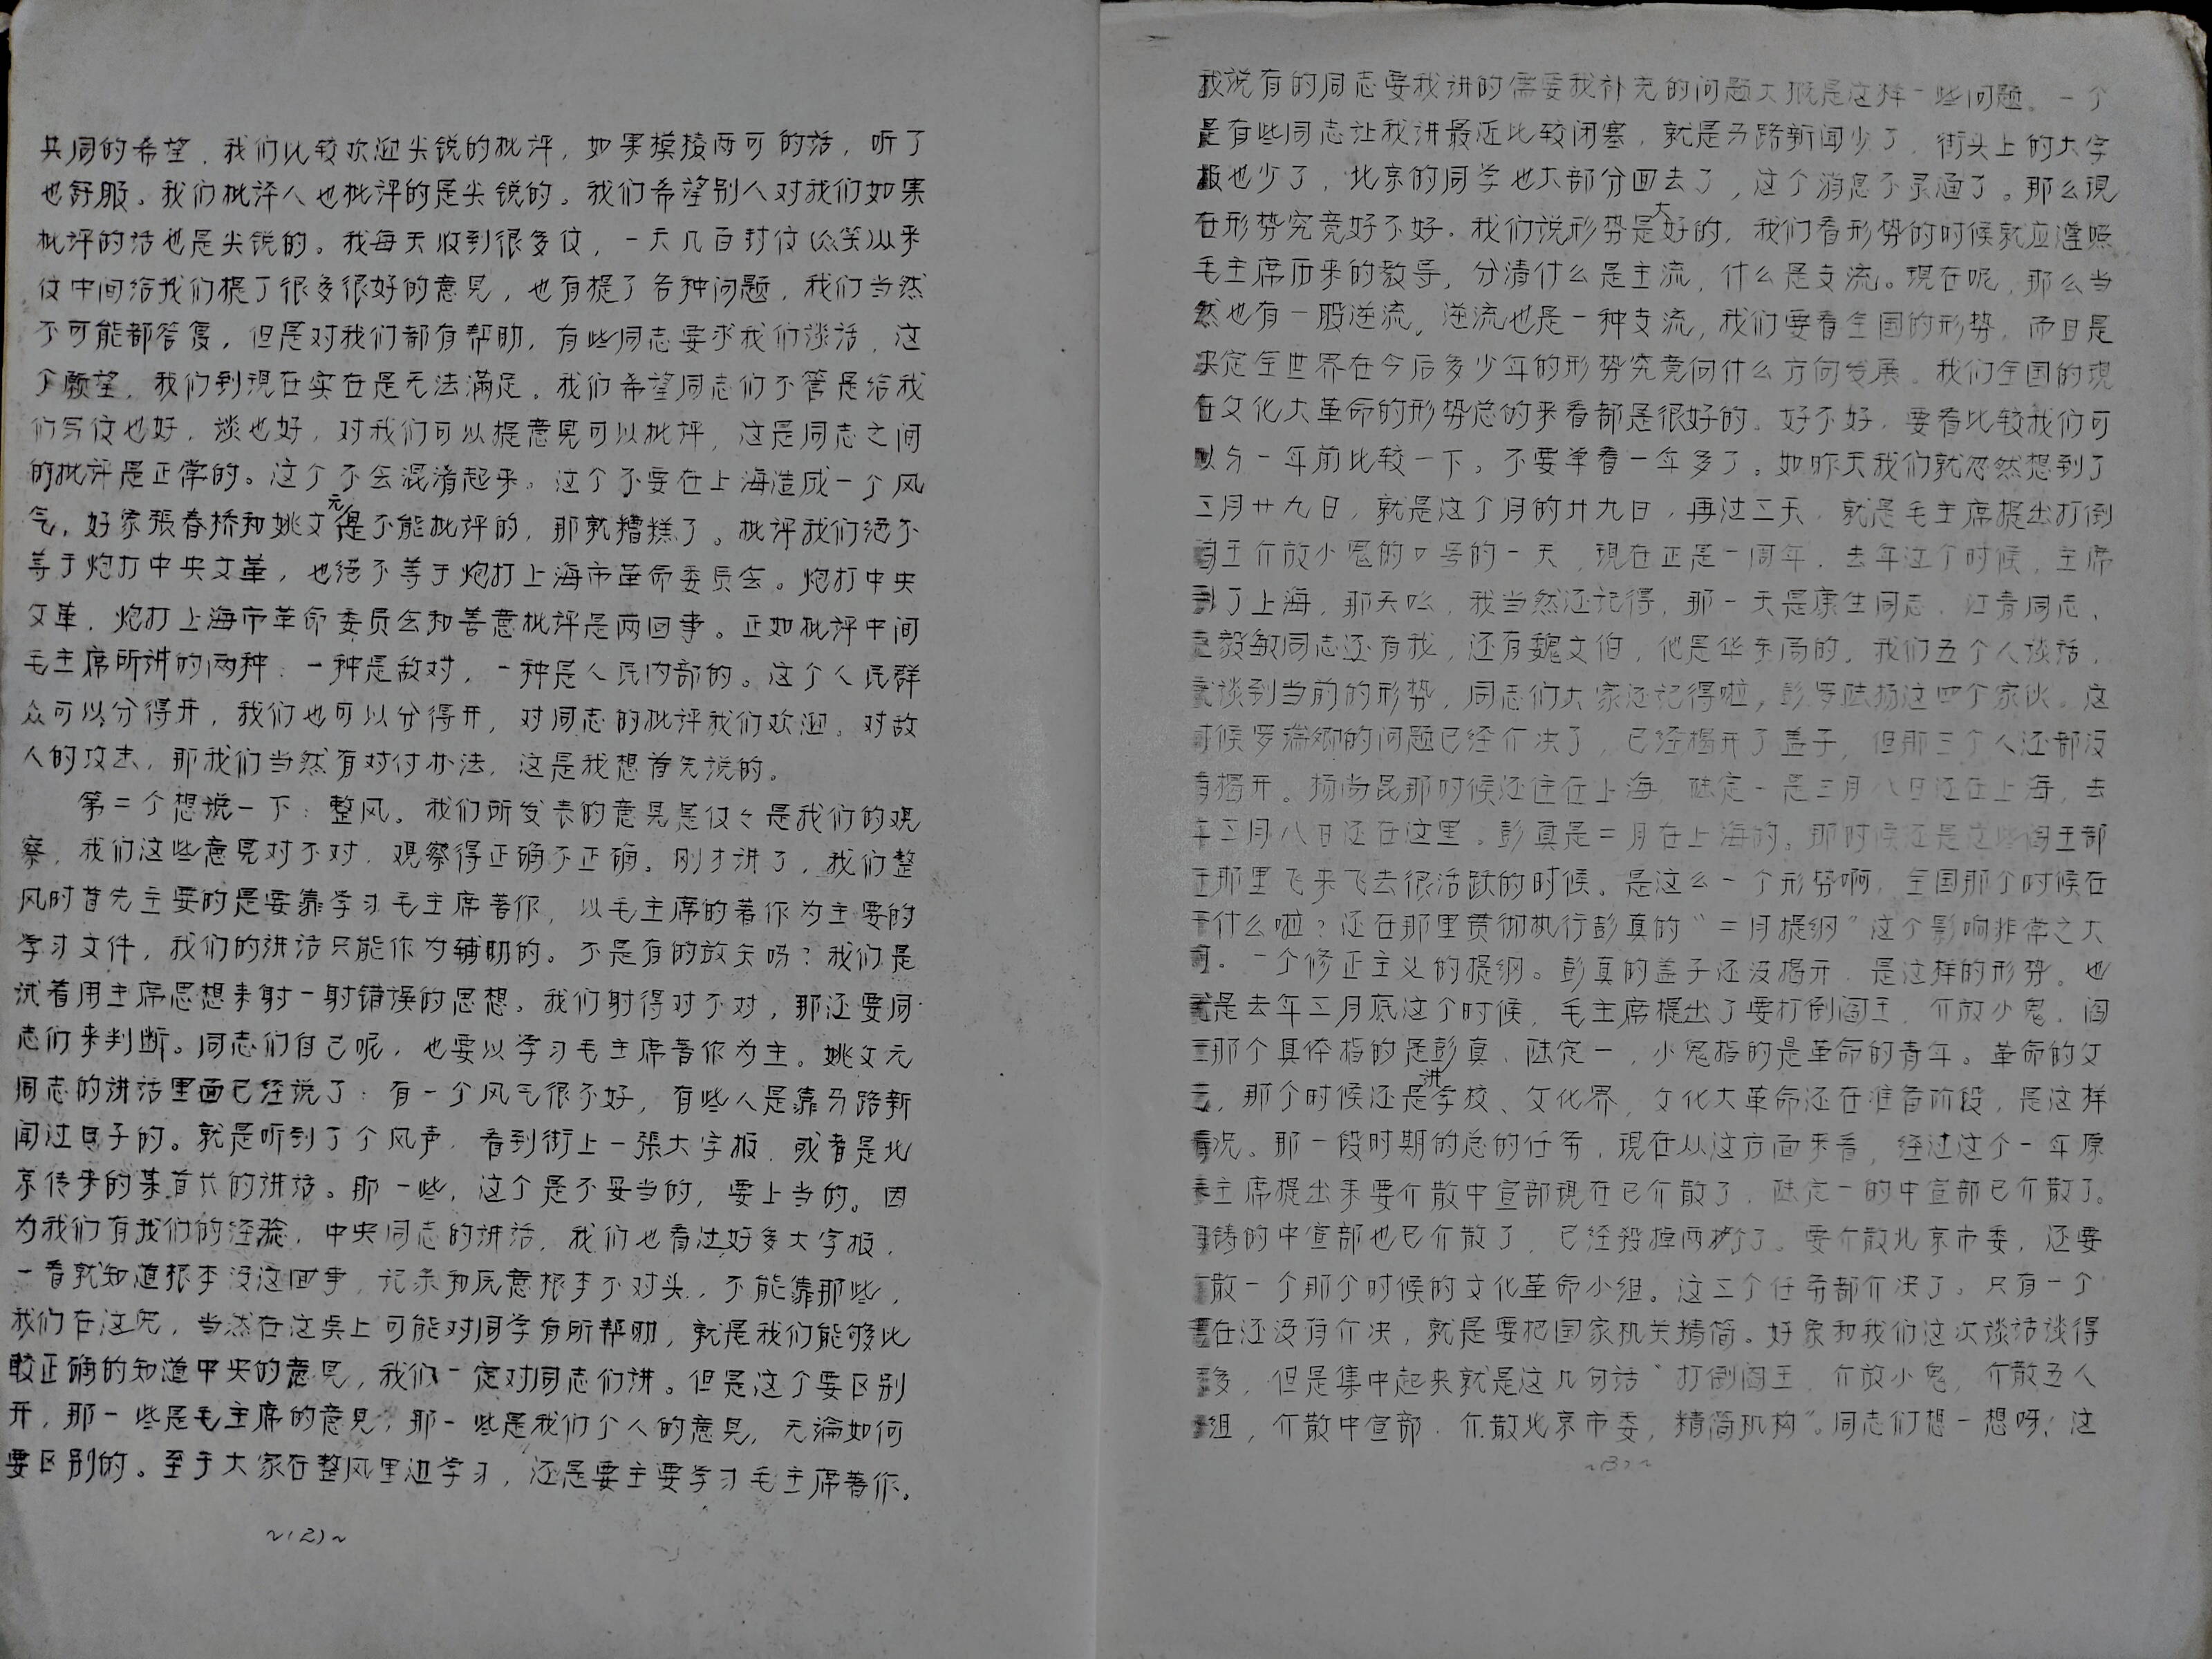 共同的希望，我们比较欢迎尖锐的批评，如果模棱两可的话，听了
也舒服。我们批评人也批评的是尖锐的。我们希望别人对我们如果
批评的话也是尖锐的。我每天收到很多信，一天几百封信(众笑)从来
信中间给我们提了很多很好的意见，也有提了各种问题，我们当然
不可能都答复，但是对我们都有帮助，有些同志要求我们谈话，这
个愿望，我们到现在实在是无法满足。我们希望同志们不管是给我
们写信也好，谈也好，对我们可以提意见可以批评，这是同志之间
的批评是正常的。这个不会混淆起来。这个不要在上海造成一个风
气，好象張春桥和姚文元是不能批评的，那就糟糕了。批评我们绝不
等于炮打中央文革，也绝不等于炮打上海市革命委员会。炮打中央
文革，炮打上海市革命委员会和善意批评是两回事。正如批评中间
毛主席所讲的两种：一种是敌对，一种是人民内部的。这个人民群
众可以分得开，我们也可以分得开，对同志的批评我们欢迎。对敌
人的攻击，那我们当然有对付办法，这是我想首先说的。
第二个想说一下：整风。我们所发表的意见是仅々是我们的观
察，我们这些意见对不对，观察得正确不正确。刚才讲了，我们整
风时首先主要的是要靠学习毛主席著作，以毛主席的著作为主要的
学习文件，我们的讲话只能作为辅助的。不是有的放矢吗？我们是
试着用主席思想来射一射错误的思想。我们射得对不对，那还要同
志们来判断。同志们自己呢，也要以学习毛主席著作为主。姚文元
同志的讲话里面已经说了：有一个风气很不好，有些人是靠马路新
闻过日子的。就是听到了个风声，看到街上一張大字报，或者是北
京传来的某首长的讲话。那一些，这个是不妥当的，要上当的。因
为我们有我们的经验，中央同志的讲话，我们也看过好多大字报，
一看就知道根本没这回事，记录和原意根本不对头，不能靠那些，
我们在这儿，当然在这点上可能对同学有所帮助，就是我们能够比
較正确的知道中央的意见，我们一定对同志们讲。但是这个要区别
开，那一些是毛主席的意见，那一些是我们个人的意见，无論如何
要区别的。至于大家在整风里边学习，还是要主要学习毛主席著作。
~(2)~
我说有的同志要我讲的需要我补充的问题大概是这样一些问题。一个
是有些同志让我讲最近比较闭塞，就是马路新闻少了，街头上的大字
报也少了，北京的同学也大部分回去了，这个消息不灵通了。那么现
在形势究竟好不好．我们说形势是大好的，我们看形势的时候就应遵照
毛主席历来的教导，分清什么是主流，什么是支流。现在呢，那么当
然也有一股逆流，逆流也是一种支流，我们要看全国的形势，而且是
决定全世界在今后多少年的形势究竟向什么方向发展。我们全国的现
在文化大革命的形势总的来看都是很好的。好不好，要看比较我们可
以与一年前比较一下。不要单看一年多了。如昨天我们就忽然想到了
三月廿九日，就是这个月的廿九日，再过三天，就是毛主席提出打倒
阎王介放小鬼的口号的一天，现在正是一周年．去年这个时候，主席
到了上海，那天吆，我当然还记得，那一天是康生同志．江青同志、
毅敏同志还有我，还有魏文伯，他是华东局的，我们五个人谈话，
就谈到当前的形势，同志们大家还记得啦，彭罗陆杨这四个家伙。这
时候罗瑞卿的问题已经介决了，已经揭开了盖子，但那三个人还都没
有揭开。杨尚昆那时候还住在上海，陆定一是三月八日还在上海，去
年三月八日还在这里．彭真是二月在上海的。那时候还是这些阎王都
在那里飞来飞去很活跃的时候。是这么一个形势啊，全国那个时候在
干什么啦？还在那里贯彻执行彭真的“二月提纲”这个影响非常之大
啊。一个修正主义的提纲。彭真的盖子还没揭开．是这样的形势。也
就是去年三月底这个时候，毛主席提出了要打倒阎王、介放小鬼．阎
王那个具体指的是彭真、陆定一，小鬼指的是革命的青年。革命的文
，那个时候还是讲学校、文化界，文化大革命还在准备阶段，是这样
情况。那一段时期的总的任务，现在从这方面来看，经过这个一年原
来主席提出来要介散中宣部现在已介散了，陆定一的中宣部已介散了。
铸的中宣部也已介散了，已经毀掉两个了。要介散北京市委，还要
散一个那个时候的文化革命小组。这三个任务都介决了，只有一个
在还没有介决，就是要把国家机关精简。好象和我们这次谈话谈得
多，但是集中起来就是这几句话“打倒阎王、介放小鬼，介散五人
组，介散中宣部．介散北京市委，精简机构”。同志们想一想呀！这
~(3)~